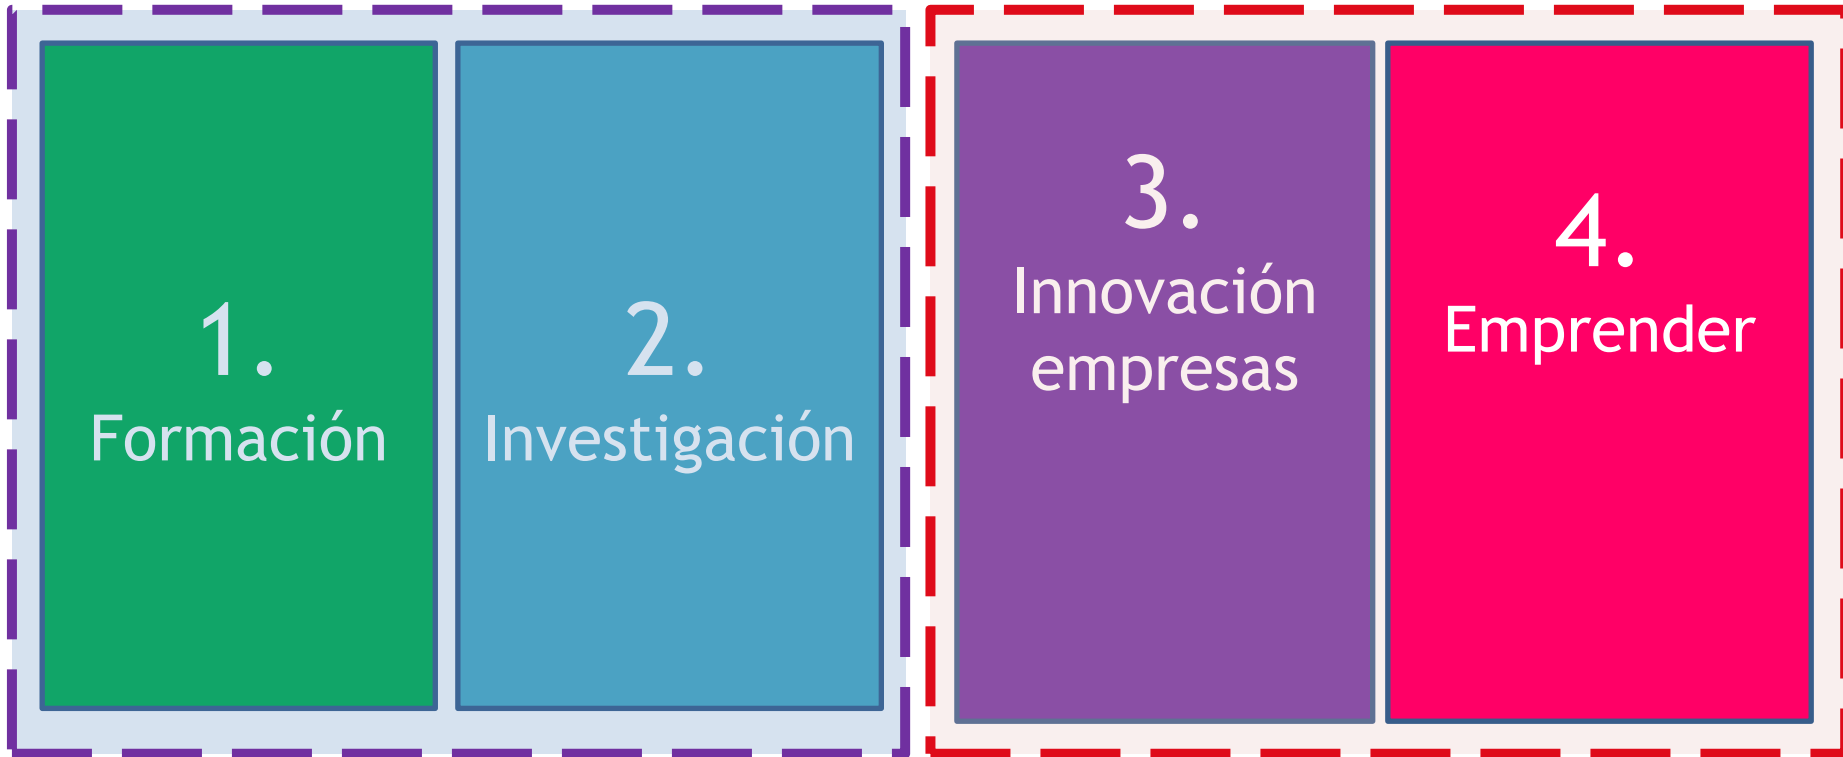 1.
Formación
2.
Investigación
3.
Innovación
empresas
4.
Emprender